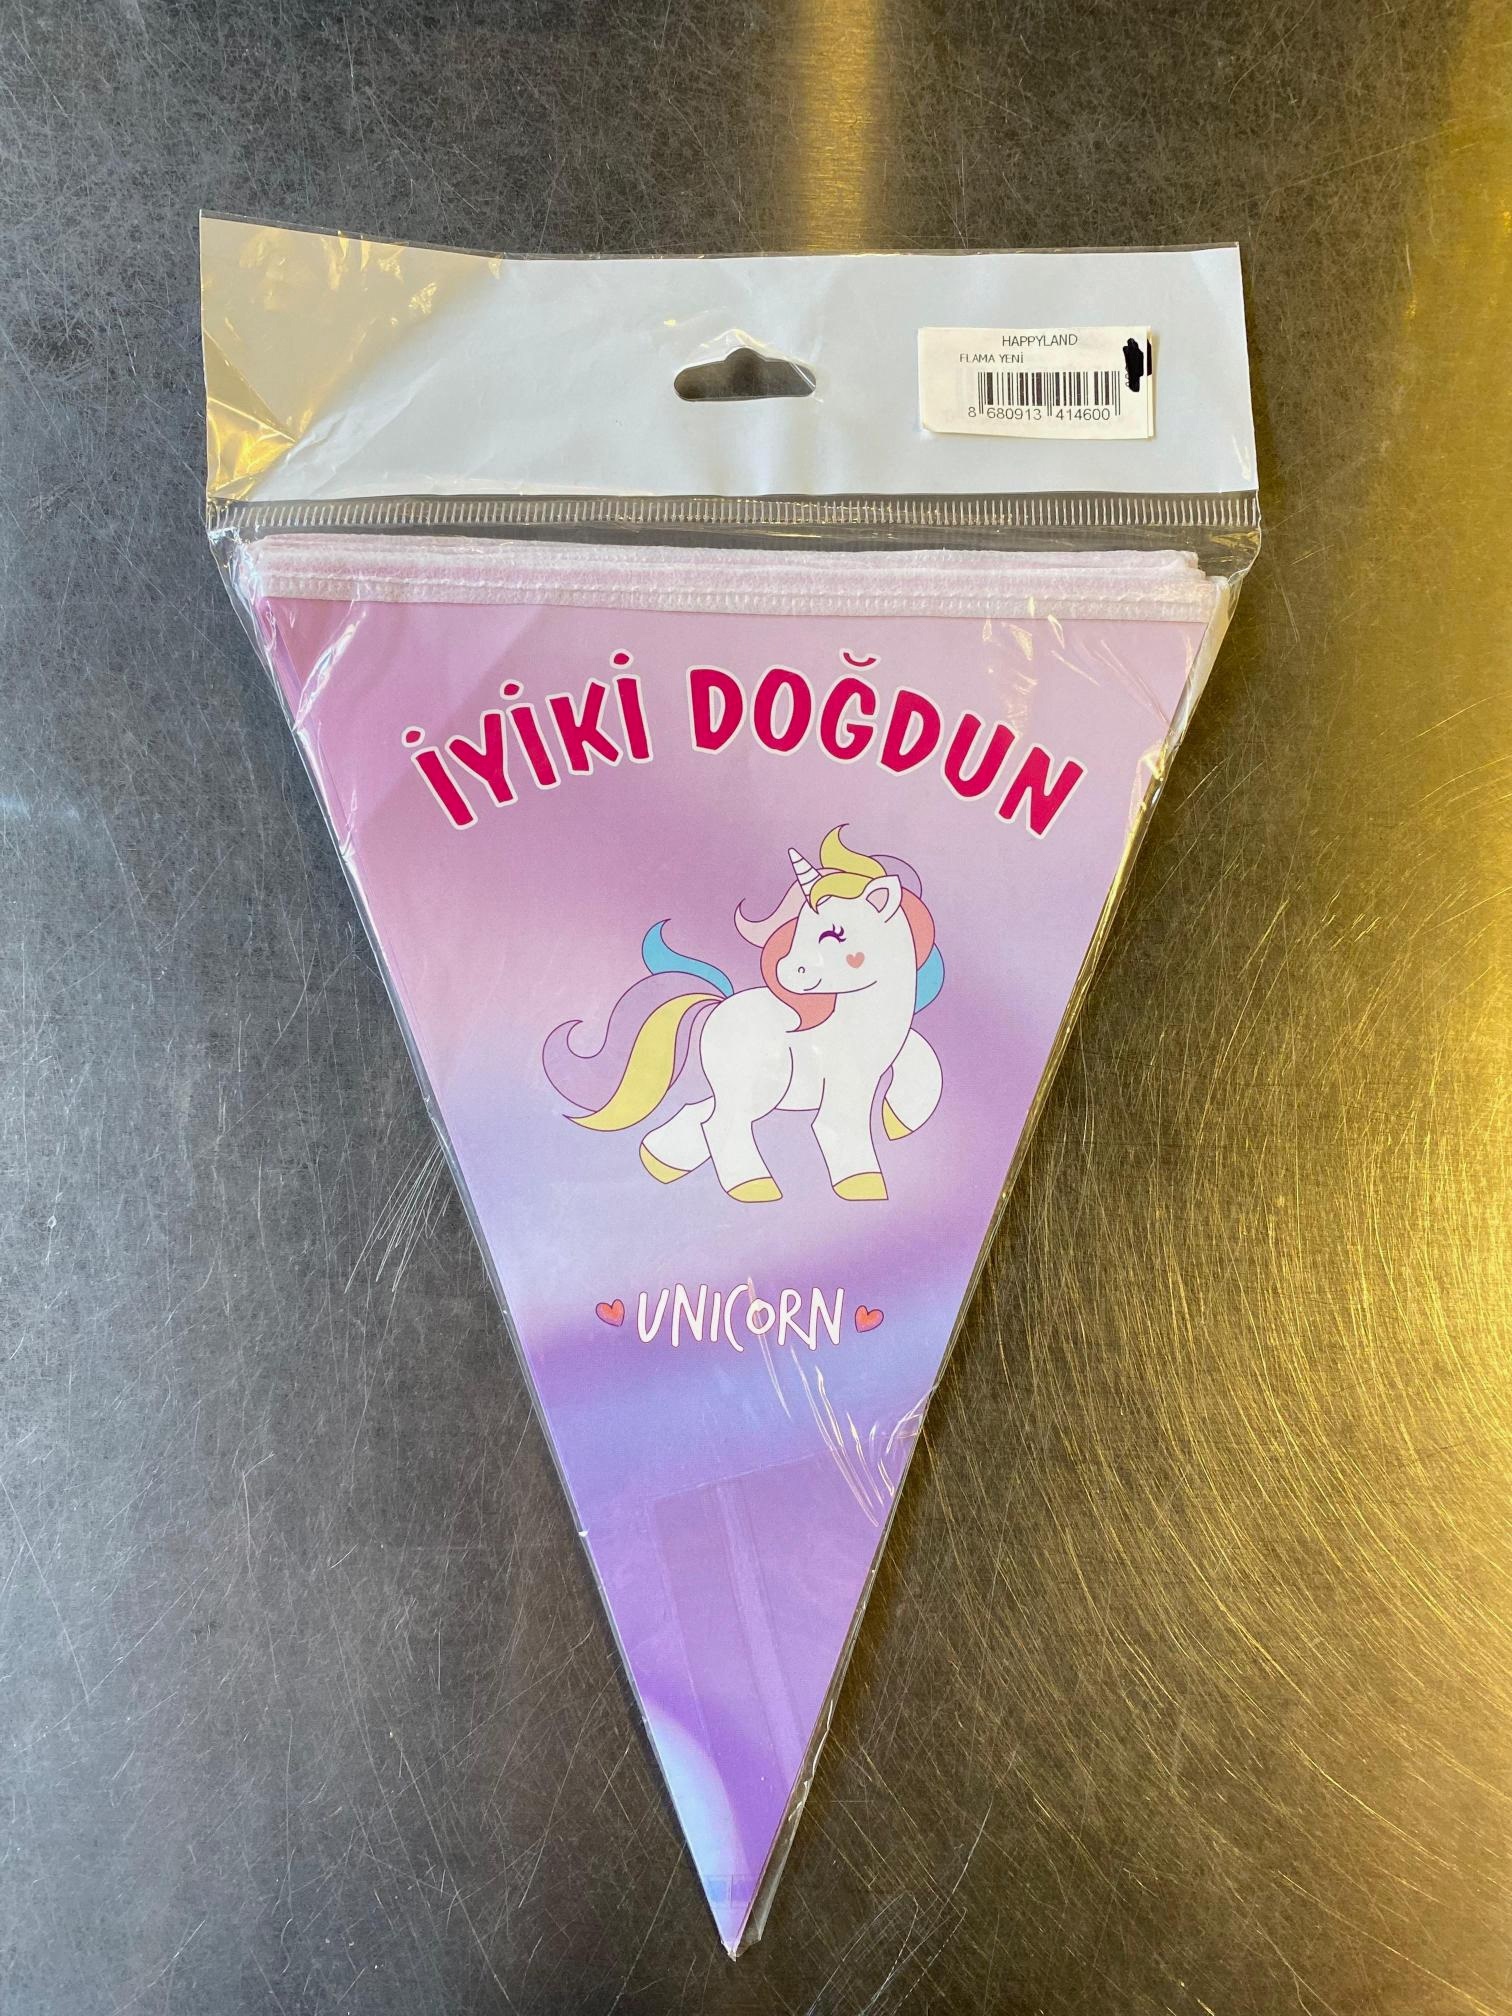 HAPPYLAND
FLAMA YENİ
8 680913 414600
İYİKİ DOĞDUN
UNICORN